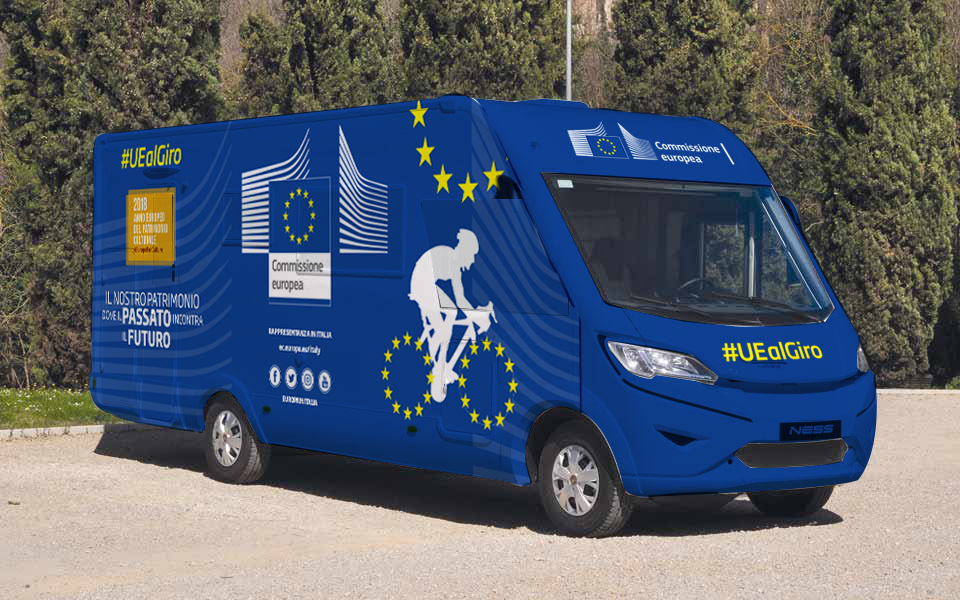 #UEalGiro
2018
ANNO EUROPEO
DEL PATRIMONIO
CULTURALE
IL NOSTRO PATRIMONIO
DOVE IL PASSATO INCONTRA
IL FUTURO
Commissione
europea
RAPPRESENTANZA IN ITALIA
ec.europa.eu/italy
EUROPAINITALIA
Commissione
europea
#UEalGiro
NESS